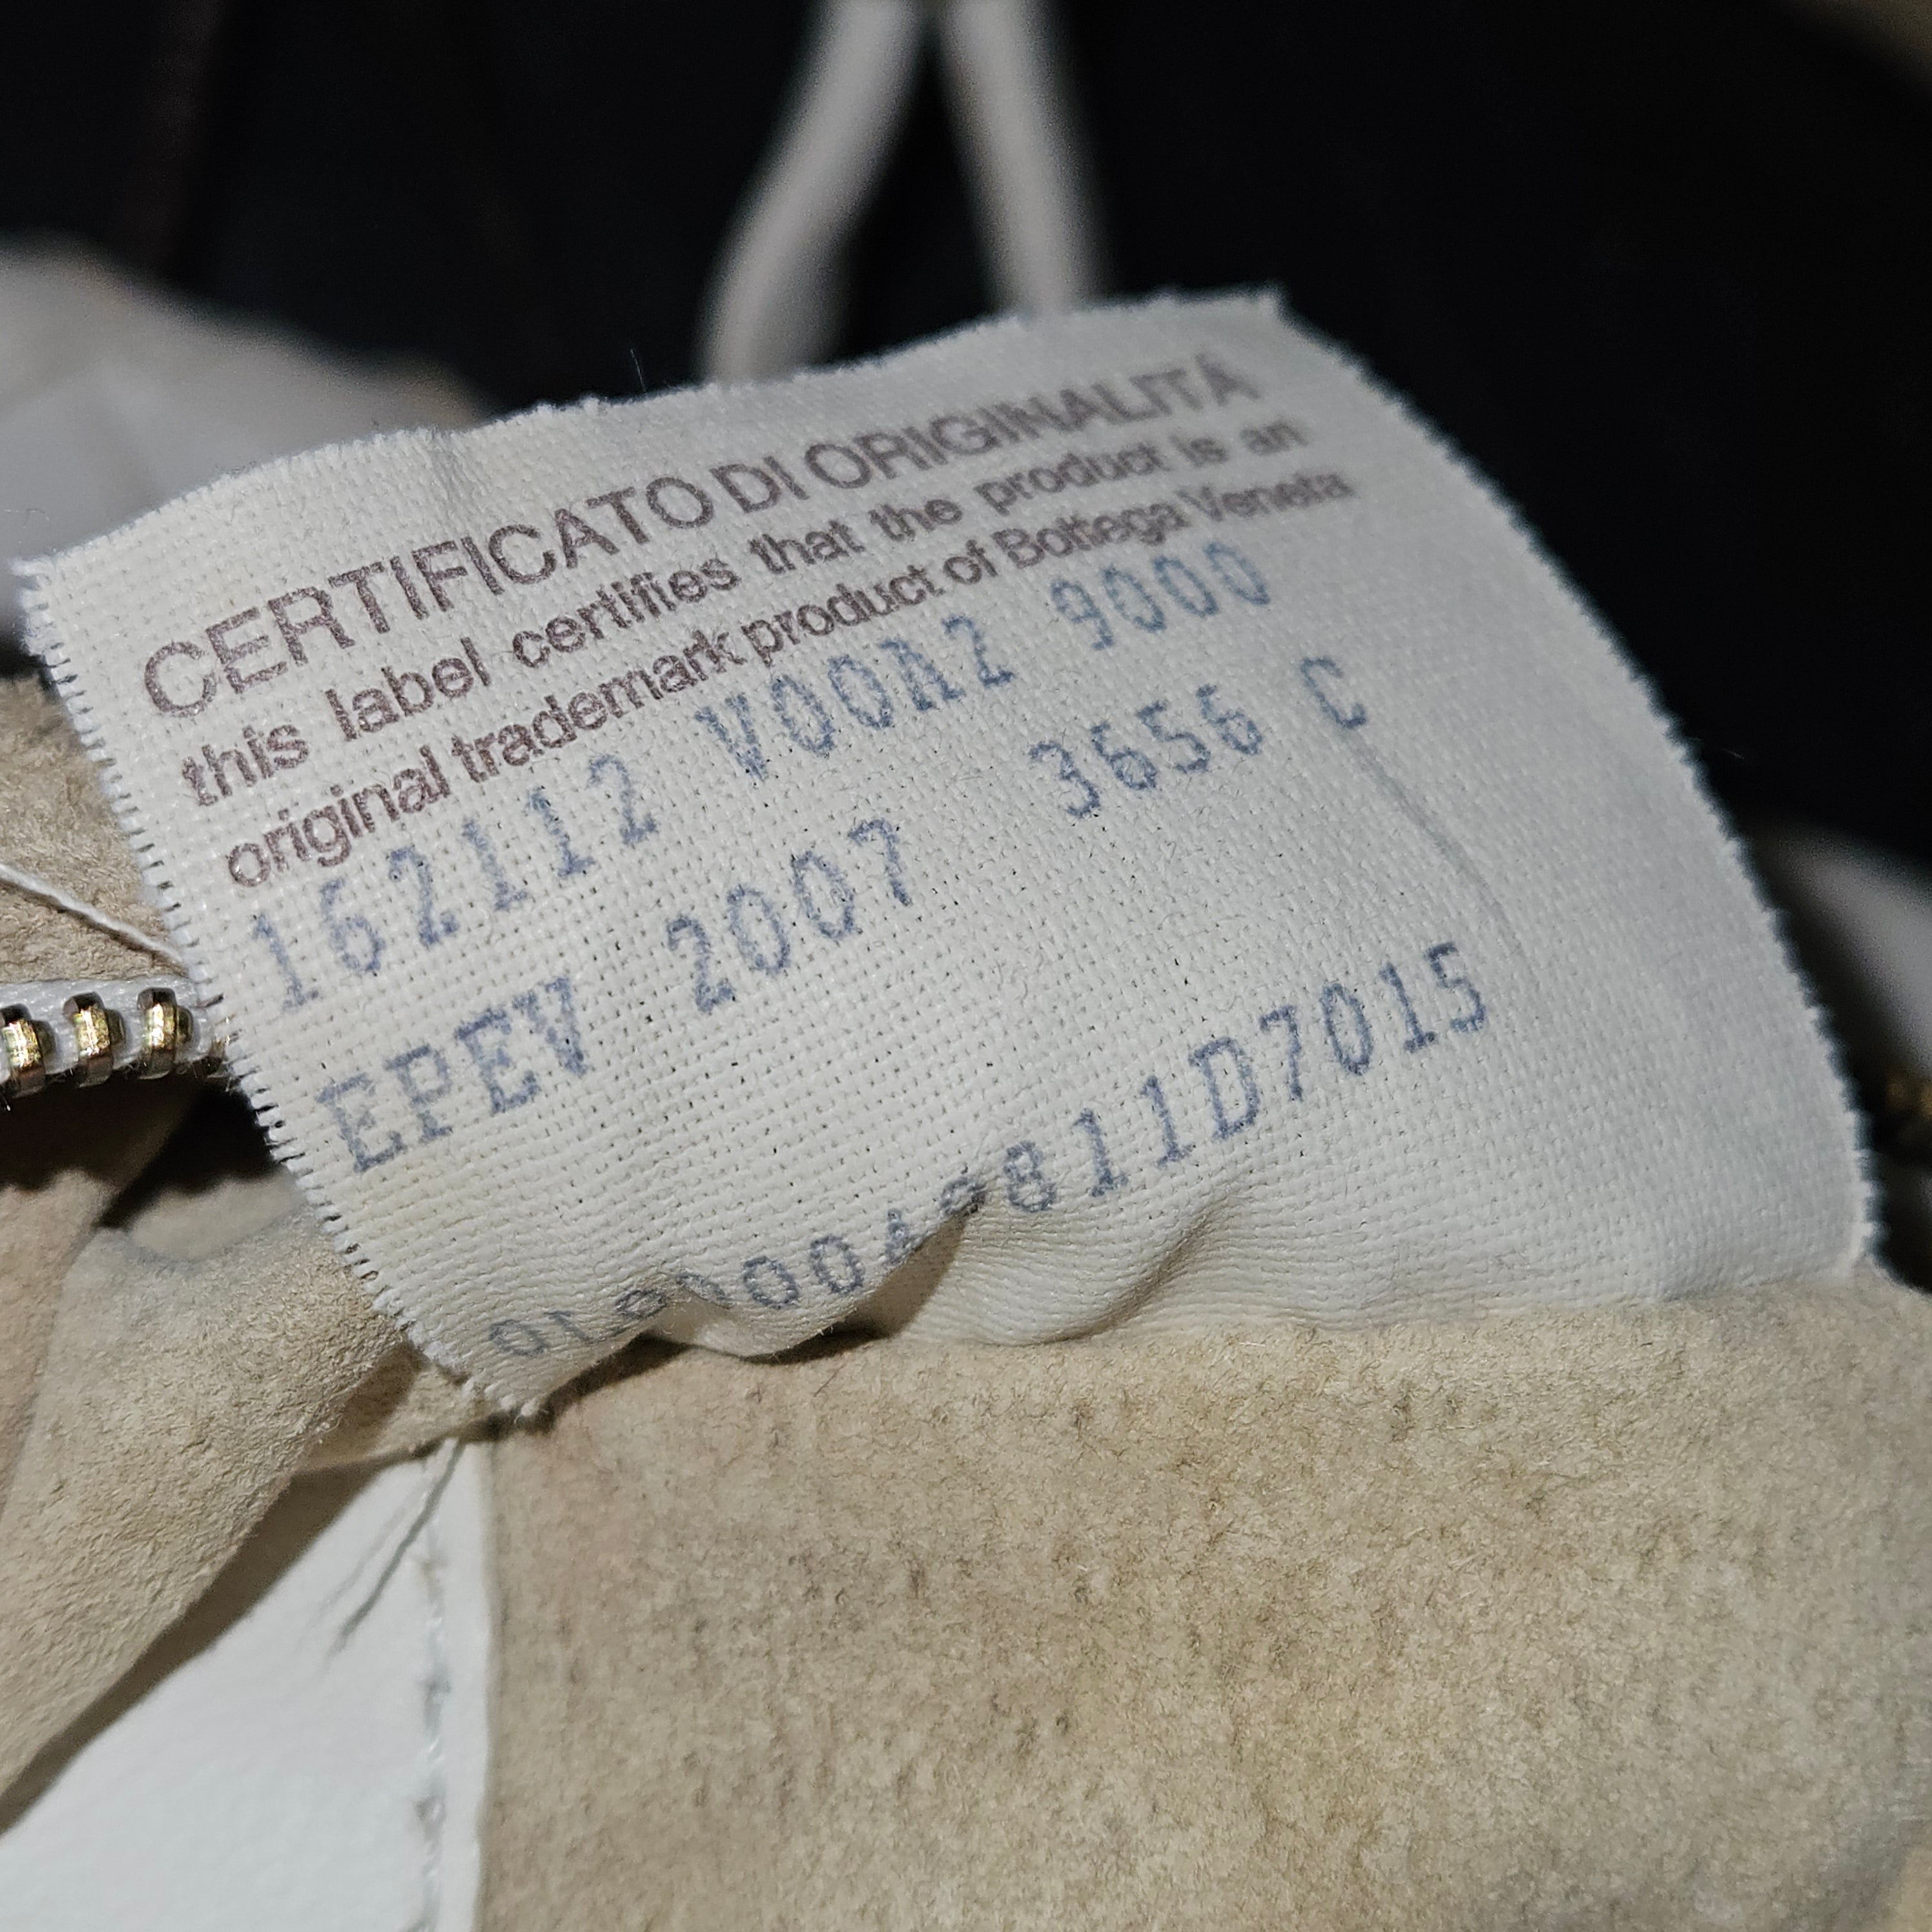 CERTIFICATO DI ORIGINALITÀ
this label certifies that the product is an
original trademark product of Bottega Veneta
162112 V00A2 9000
EPEV 2007 3656 C